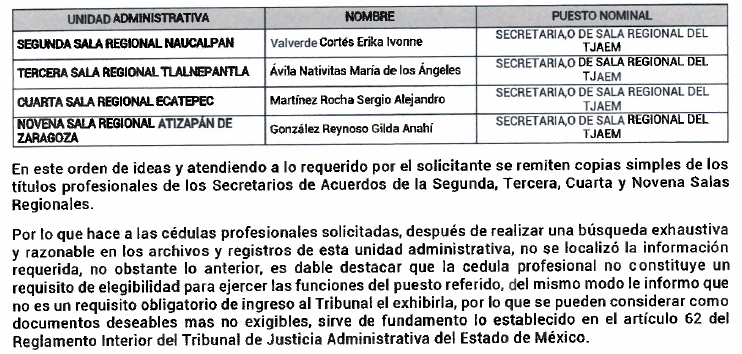 UNIDAD ADMINISTRATIVA NOMBRE PUESTO NOMINAL
SEGUNDA SALA REGIONAL NAUCALPAN Valverde Cortés Erika Ivonne SECRETARIA,O DE SALA REGIONAL DEL
TJAEM
TERCERA SALA REGIONAL TLALNEPANTLA Ávila Nativitas María de los Ángeles SECRETARIA,O DE SALA REGIONAL DEL
TJAEM
CUARTA SALA REGIONAL ECATEPEC Martínez Rocha Sergio Alejandro SECRETARIA,O DE SALA REGIONAL DEL
TJAEM
NOVENA SALA REGIONAL ATIZAPÁN DE
ZARAGOZA González Reynoso Gilda Anahí SECRETARIA,O DE SALA REGIONAL DEL
TJAEM
En este orden de ideas y atendiendo a lo requerido por el solicitante se remiten copias simples de los
títulos profesionales de los Secretarios de Acuerdos de la Segunda, Tercera, Cuarta y Novena Salas
Regionales.
Por lo que hace a las cédulas profesionales solicitadas, después de realizar una búsqueda exhaustiva
y razonable en los archivos y registros de esta unidad administrativa, no se localizó la información
requerida, no obstante lo anterior, es dable destacar que la cedula profesional no constituye un
requisito de elegibilidad para ejercer las funciones del puesto referido, del mismo modo le informo que
no es un requisito obligatorio de ingreso al Tribunal el exhibirla, por lo que se pueden considerar como
documentos deseables mas no exigibles, sirve de fundamento lo establecido en el artículo 62 del
Reglamento Interior del Tribunal de Justicia Administrativa del Estado de México.